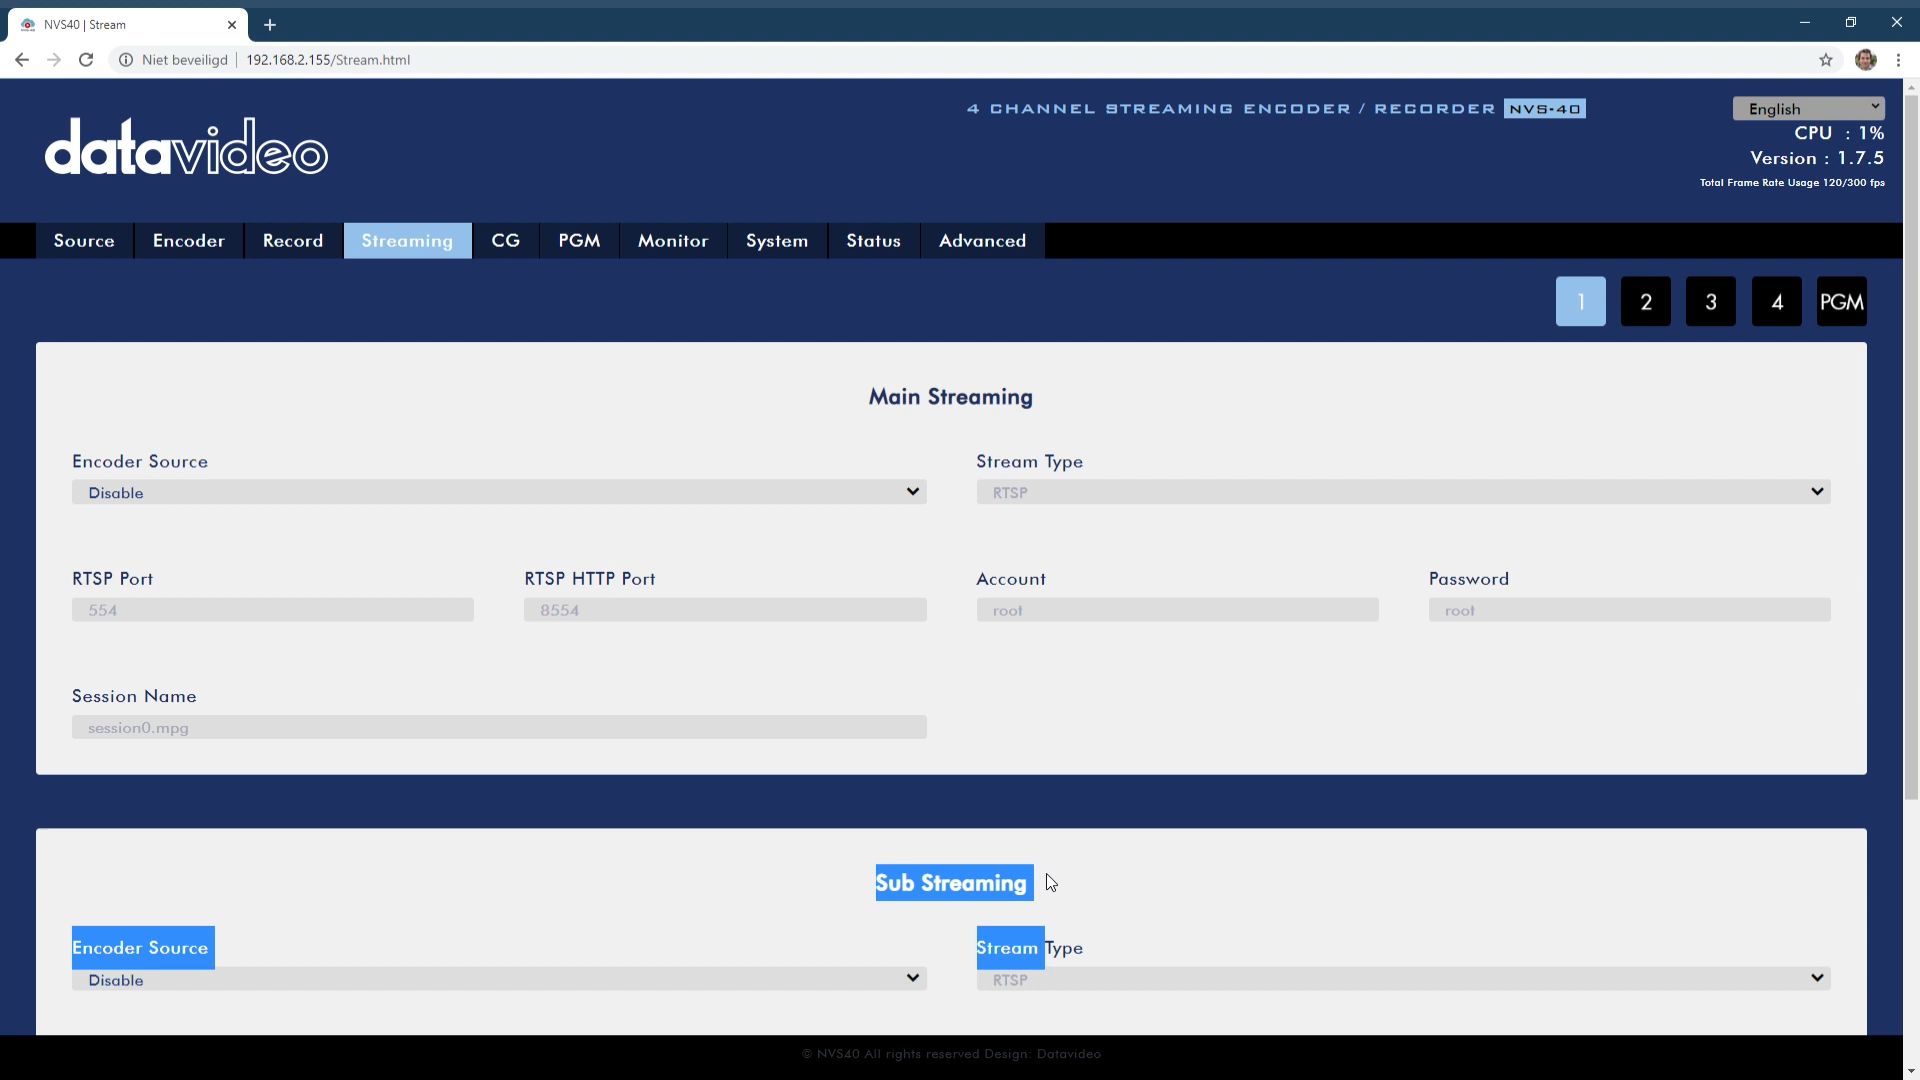 NVS40 | Stream
Niet beveiligd | 192.168.2.155/Stream.html
datavideo
4 CHANNEL STREAMING ENCODER / RECORDER NVS-40
English
CPU : 1%
Version : 1.7.5
Total Frame Rate Usage 120/300 fps
Source Encoder Record Streaming CG PGM Monitor System Status Advanced
1 2 3 4 PGM
Main Streaming
Encoder Source Stream Type
Disable RTSP
RTSP Port RTSP HTTP Port Account Password
554 8554 root root
Session Name
session0.mpg
Sub Streaming
Encoder Source Stream Type
Disable RTSP
© NVS40 All rights reserved Design: Datavideo